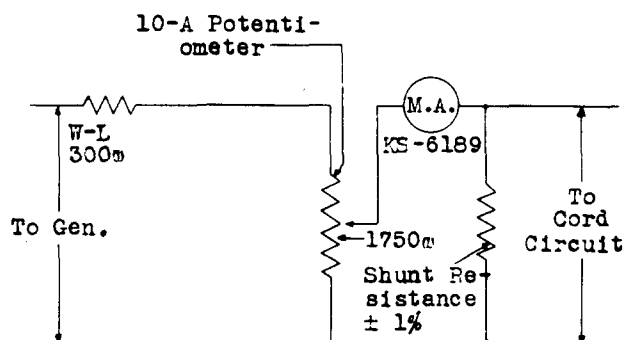 10-A Potenti-
ometer
M.A.
KS-6189
W-L
300ω
To Gen.
1750ω
To
Cord
Circuit
Shunt Re-
sistance
± 1%